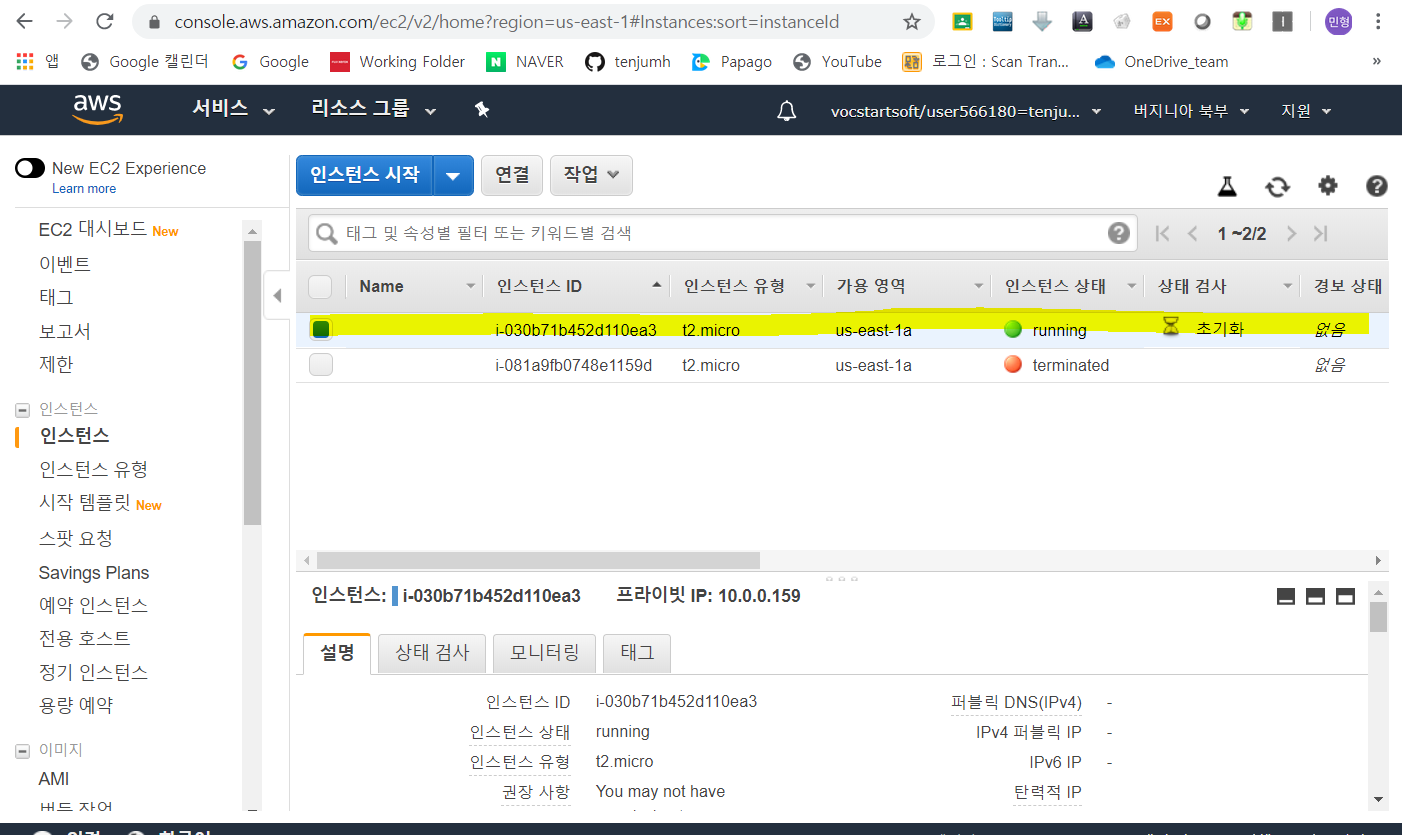 console.aws.amazon.com/ec2/v2/home?region=us-east-1#Instances:sort=instanceId
민형
앱 Google 캘린더 Google Working Folder NAVER tenjumh Papago YouTube 로그인 : Scan Tran... OneDrive_team »
aws 서비스 리소스 그룹 vocstartsoft/user566180=tenju... 버지니아 북부 지원
New EC2 Experience
Learn more
인스턴스 시작 연결 작업
EC2 대시보드 New
이벤트
태그
보고서
제한
인스턴스
인스턴스
인스턴스 유형
시작 템플릿 New
스팟 요청
Savings Plans
예약 인스턴스
전용 호스트
정기 인스턴스
용량 예약
이미지
AMI
번들 작업
태그 및 속성별 필터 또는 키워드별 검색 1 ~2/2
Name 인스턴스 ID 인스턴스 유형 가용 영역 인스턴스 상태 상태 검사 경보 상태
i-030b71b452d110ea3 t2.micro us-east-1a running 초기화 없음
i-081a9fb0748e1159d t2.micro us-east-1a terminated 없음
인스턴스: i-030b71b452d110ea3 프라이빗 IP: 10.0.0.159
설명 상태 검사 모니터링 태그
인스턴스 ID i-030b71b452d110ea3 퍼블릭 DNS(IPv4) -
인스턴스 상태 running IPv4 퍼블릭 IP -
인스턴스 유형 t2.micro IPv6 IP -
권장 사항 You may not have 탄력적 IP
한국어